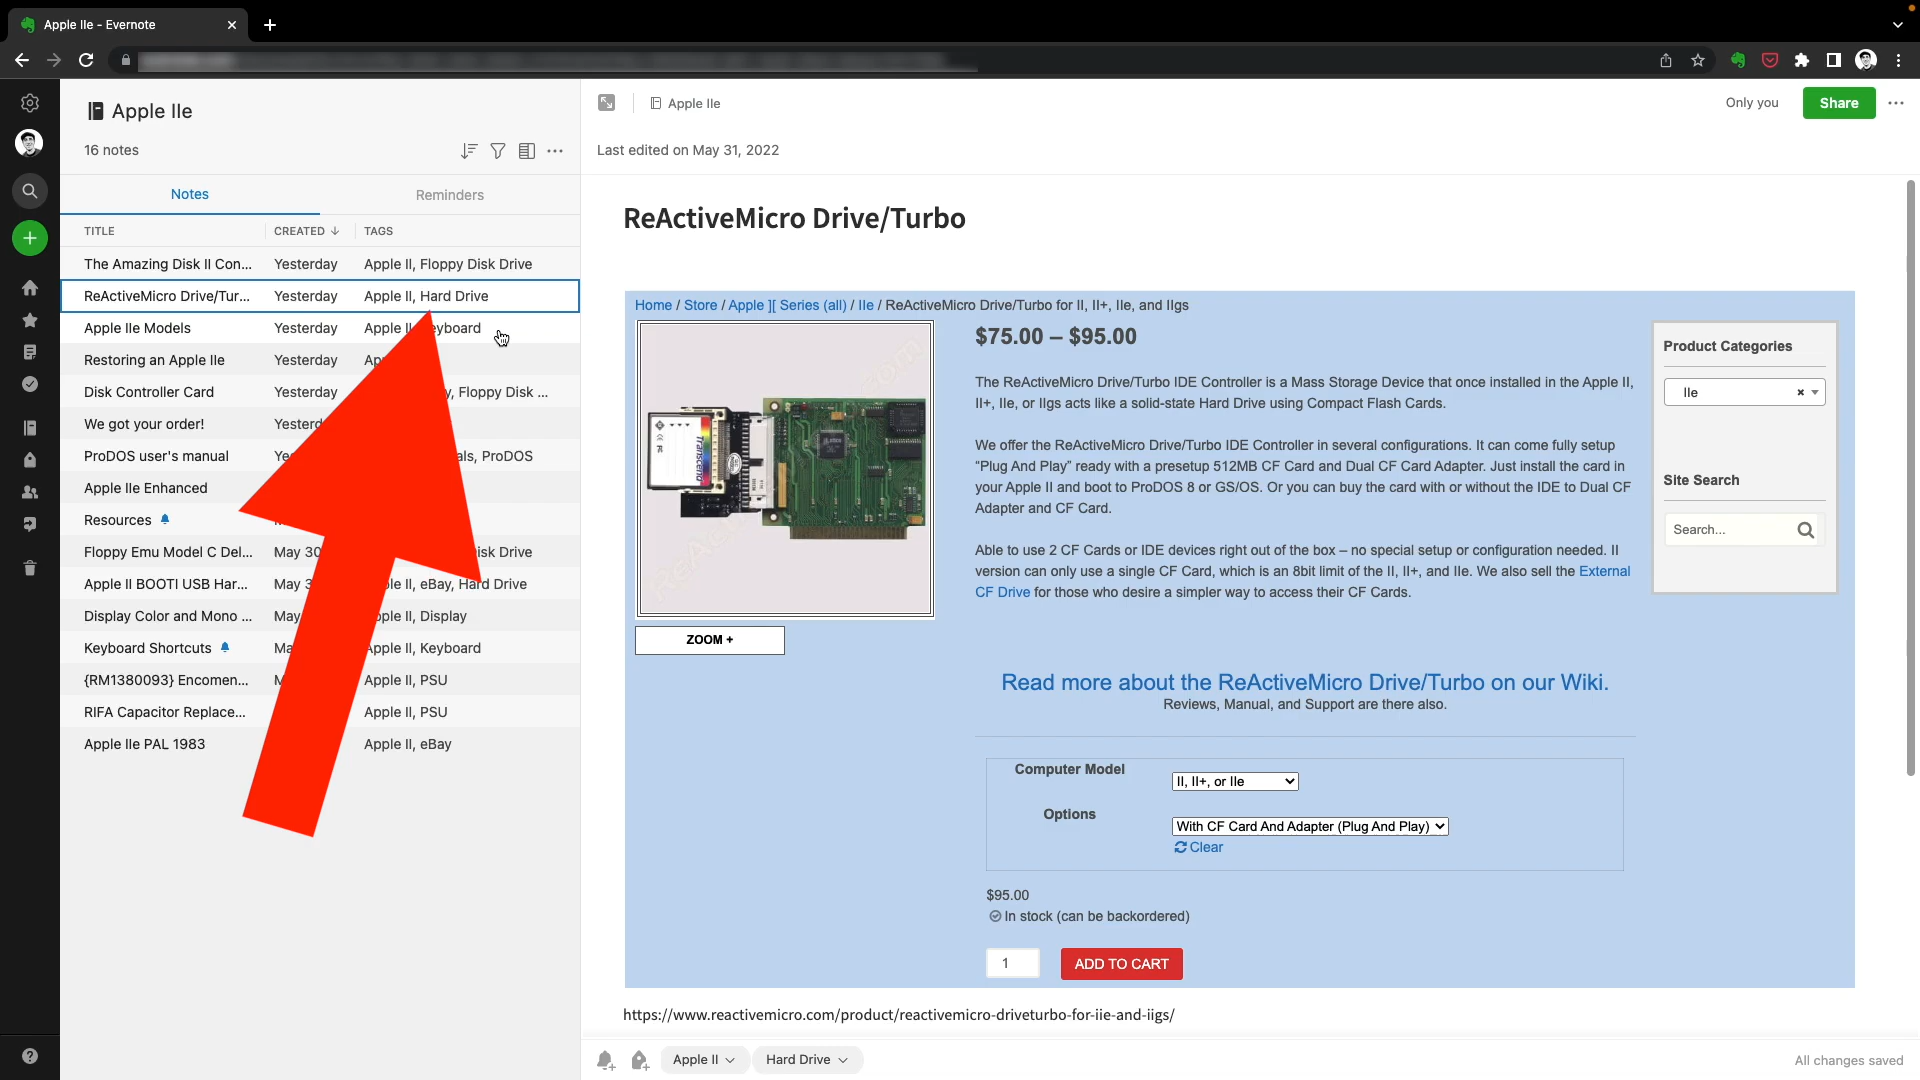 Apple IIe - Evernote
Apple IIe
16 notes
Notes
Reminders
TITLE CREATED TAGS
The Amazing Disk II Con... Yesterday Apple II, Floppy Disk Drive
ReActiveMicro Drive/Tur... Yesterday Apple II, Hard Drive
Apple IIe Models Yesterday Apple II, Keyboard
Restoring an Apple IIe Yesterday
Disk Controller Card Yesterday Floppy Disk ...
We got your order!
ProDOS user's manual ProDOS
Apple IIe Enhanced
Resources
Floppy Emu Model C Del... May 30 Disk Drive
Apple II BOOTI USB Har... May Apple II, eBay, Hard Drive
Display Color and Mono ... May Apple II, Display
Keyboard Shortcuts Apple II, Keyboard
{RM1380093} Encomen... Apple II, PSU
RIFA Capacitor Replace... Apple II, PSU
Apple IIe PAL 1983 Apple II, eBay
Apple IIe
Only you
Share
Last edited on May 31, 2022
ReActiveMicro Drive/Turbo
Home / Store / Apple ][ Series (all) / IIe / ReActiveMicro Drive/Turbo for II, II+, IIe, and IIgs
Transcend
ZOOM +
$75.00 – $95.00
The ReActiveMicro Drive/Turbo IDE Controller is a Mass Storage Device that once installed in the Apple II,
II+, IIe, or IIgs acts like a solid-state Hard Drive using Compact Flash Cards.
We offer the ReActiveMicro Drive/Turbo IDE Controller in several configurations. It can come fully setup
"Plug And Play" ready with a presetup 512MB CF Card and Dual CF Card Adapter. Just install the card in
your Apple II and boot to ProDOS 8 or GS/OS. Or you can buy the card with or without the IDE to Dual CF
Adapter and CF Card.
Able to use 2 CF Cards or IDE devices right out of the box – no special setup or configuration needed. II
version can only use a single CF Card, which is an 8bit limit of the II, II+, and IIe. We also sell the External
CF Drive for those who desire a simpler way to access their CF Cards.
Read more about the ReActiveMicro Drive/Turbo on our Wiki.
Reviews, Manual, and Support are there also.
Computer Model II, II+, or IIe
Options With CF Card And Adapter (Plug And Play)
Clear
$95.00
In stock (can be backordered)
1 ADD TO CART
Product Categories
IIe ×
Site Search
Search...
https://www.reactivemicro.com/product/reactivemicro-driveturbo-for-iie-and-iigs/
Apple II
Hard Drive
All changes saved